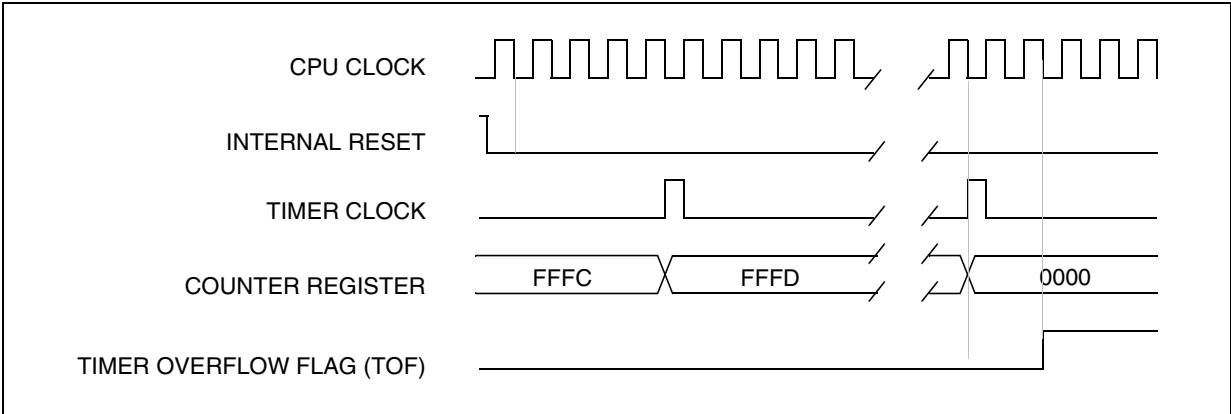 CPU CLOCK
INTERNAL RESET
TIMER CLOCK
COUNTER REGISTER
FFFC
FFFD
0000
TIMER OVERFLOW FLAG (TOF)